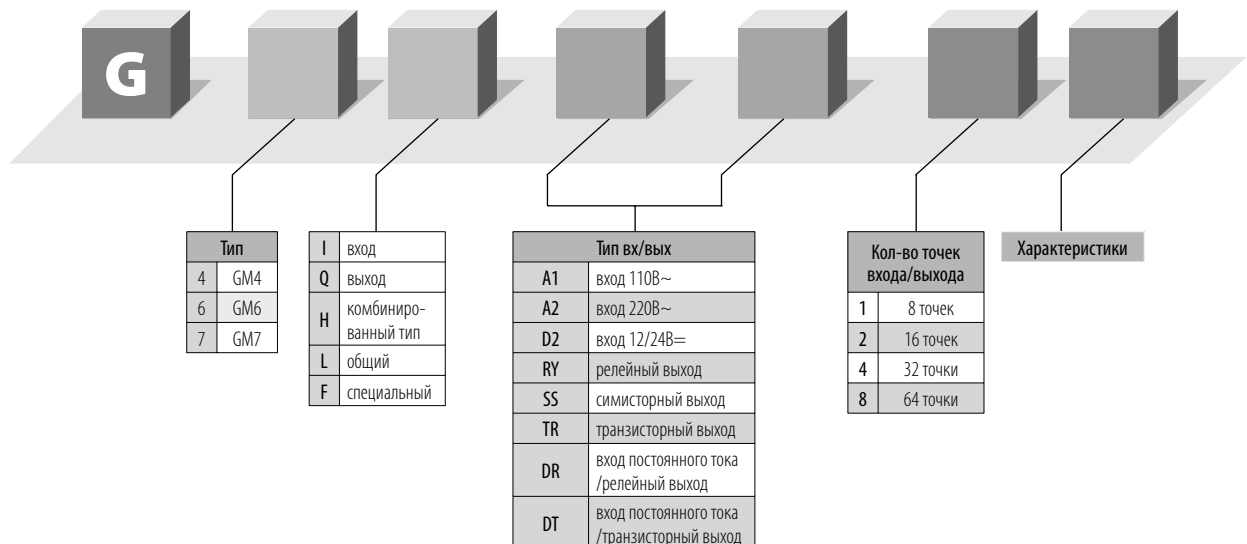 G
Тип
4 GM4
6 GM6
7 GM7
I вход
Q выход
H комбиниро-
ванный тип
L общий
F специальный
Тип вх/вых
A1 вход 110В~
A2 вход 220В~
D2 вход 12/24В=
RY релейный выход
SS симисторный выход
TR транзисторный выход
DR вход постоянного тока
/релейный выход
DT вход постоянного тока
/транзисторный выход
Кол-во точек
входа/выхода
1 8 точек
2 16 точек
4 32 точки
8 64 точки
Характеристики